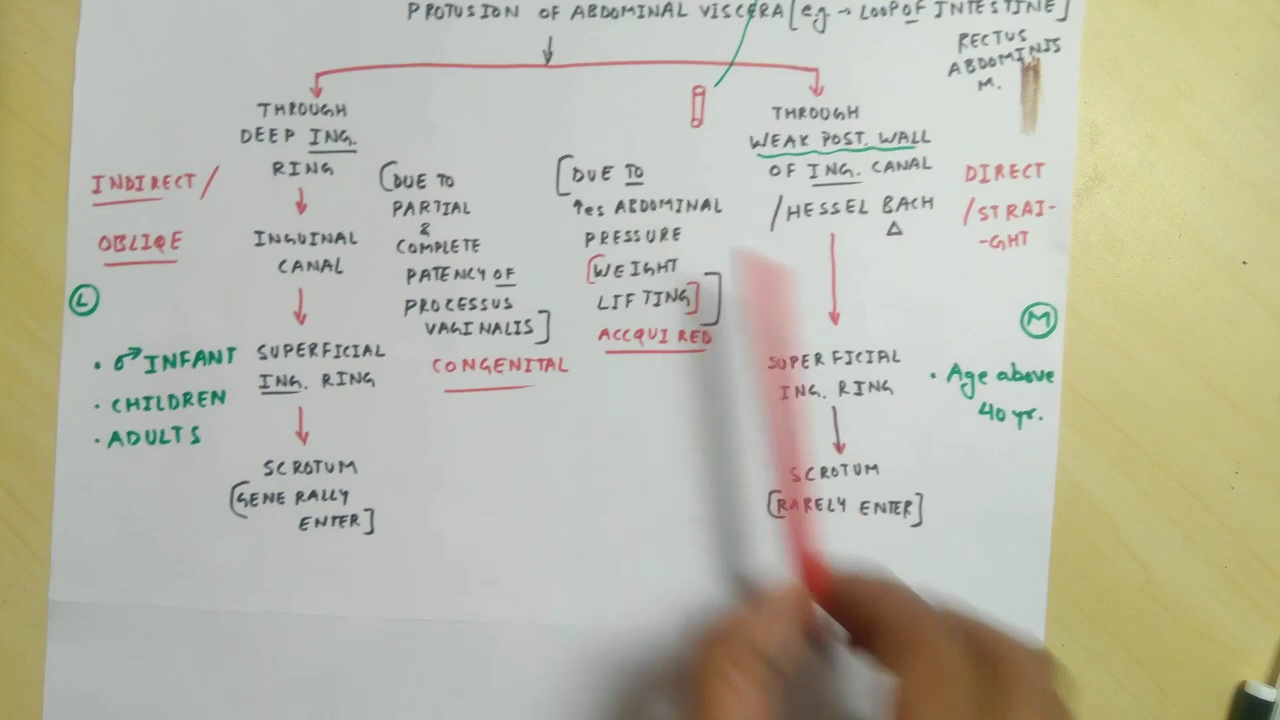 PROTUSION OF ABDOMINAL VISCERA [eg → LOOP OF INTESTINE]
RECTUS
ABDOMINIS
M.
THROUGH
DEEP ING.
RING
INDIRECT /
OBLIQE
INGUINAL
CANAL
SUPERFICIAL
ING. RING
SCROTUM
[GENERALLY
ENTER]
L
• ♂ INFANT
• CHILDREN
• ADULTS
[DUE TO
PARTIAL
&
COMPLETE
PATENCY OF
PROCESSUS
VAGINALIS]
CONGENITAL
[DUE TO
↑es ABDOMINAL
PRESSURE
[WEIGHT
LIFTING]]
ACCQUIRED
THROUGH
WEAK POST. WALL
OF ING. CANAL
/HESSEL BACH
Δ
SUPERFICIAL
ING. RING
SCROTUM
[RARELY ENTER]
DIRECT
/STRAI-
-GHT
M
• Age above
40 yr.